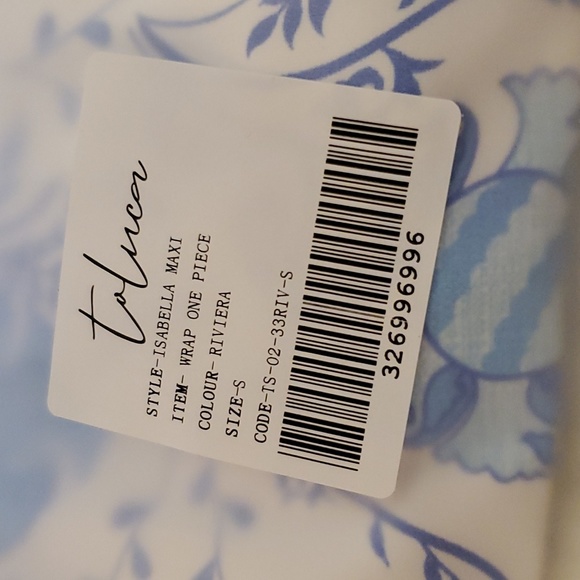 toluca
STYLE-ISABELLA MAXI
ITEM- WRAP ONE PIECE
COLOUR-RIVIERA
SIZE-S
CODE-TS-02-33RIV-S
326996996